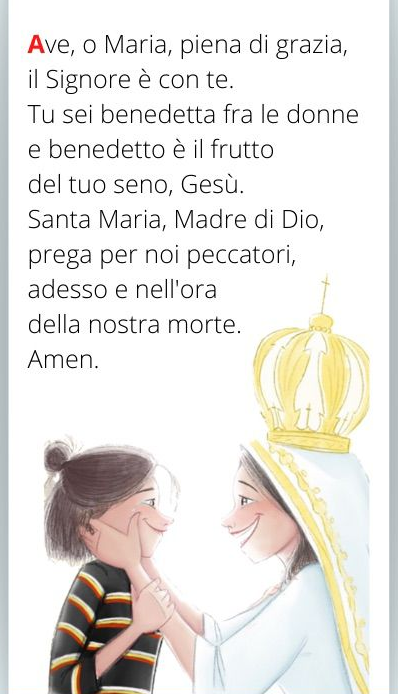 Ave, o Maria, piena di grazia,
il Signore è con te.
Tu sei benedetta fra le donne
e benedetto è il frutto
del tuo seno, Gesù.
Santa Maria, Madre di Dio,
prega per noi peccatori,
adesso e nell'ora
della nostra morte.
Amen.